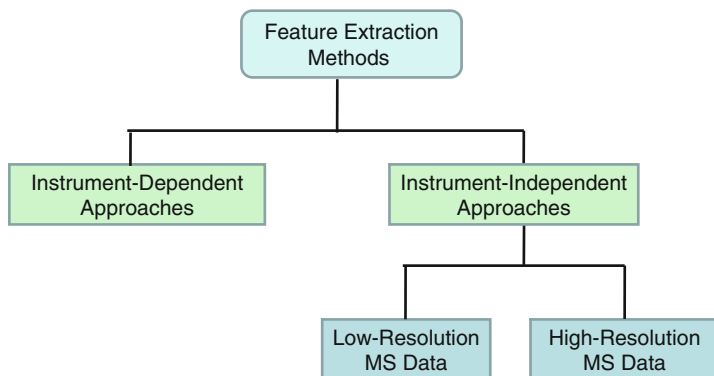 Feature Extraction
Methods
Instrument-Dependent
Approaches
Instrument-Independent
Approaches
Low-Resolution
MS Data
High-Resolution
MS Data